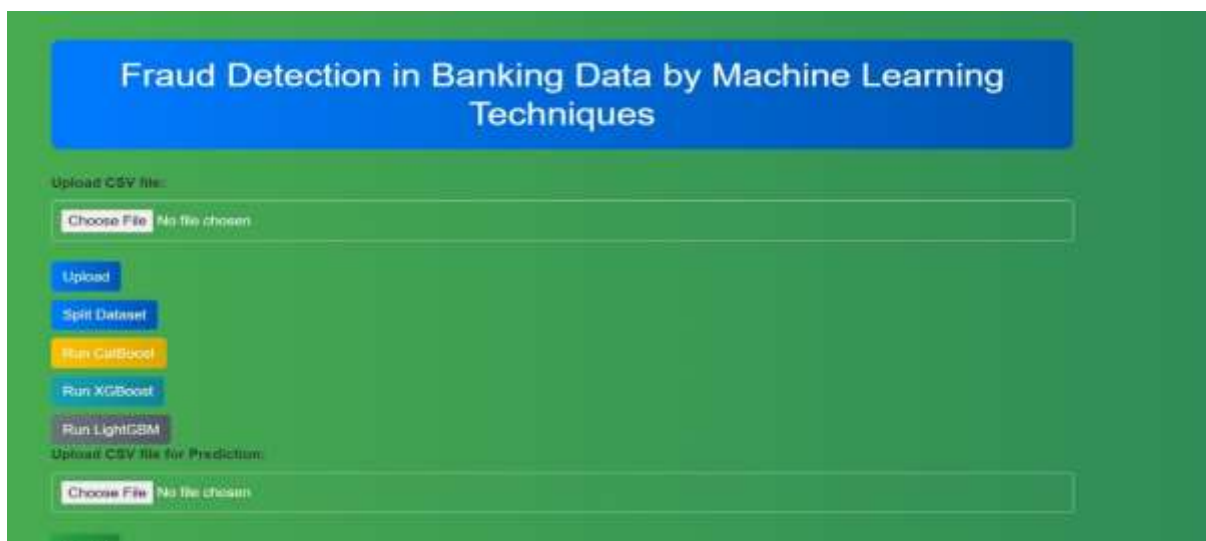 Fraud Detection in Banking Data by Machine Learning
Techniques
Upload CSV file:
Choose File No file chosen
Upload
Split Dataset
Run CatBoost
Run XGBoost
Run LightGBM
Upload CSV file for Prediction:
Choose File No file chosen